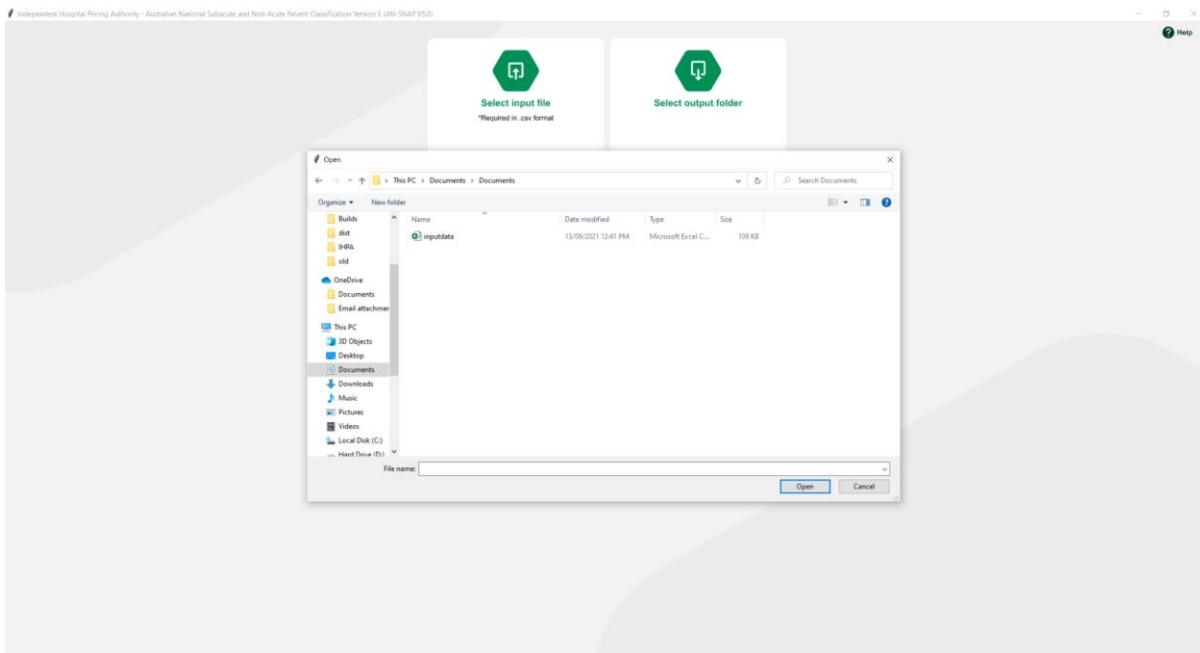 Independent Hospital Pricing Authority - Australian National Subacute and Non-Acute Patient Classification Version 5 (AN-SNAP V5.0)
Help
Select input file
*Required in .csv format
Select output folder
Open
This PC > Documents > Documents
Search Documents
Organize
New folder
Name
Date modified
Type
Size
inputdata
13/09/2021 12:41 PM
Microsoft Excel C...
109 KB
Builds
dist
IHPA
old
OneDrive
Documents
Email attachmen
This PC
3D Objects
Desktop
Documents
Downloads
Music
Pictures
Videos
Local Disk (C:)
Hard Drive (D:)
File name:
Open
Cancel